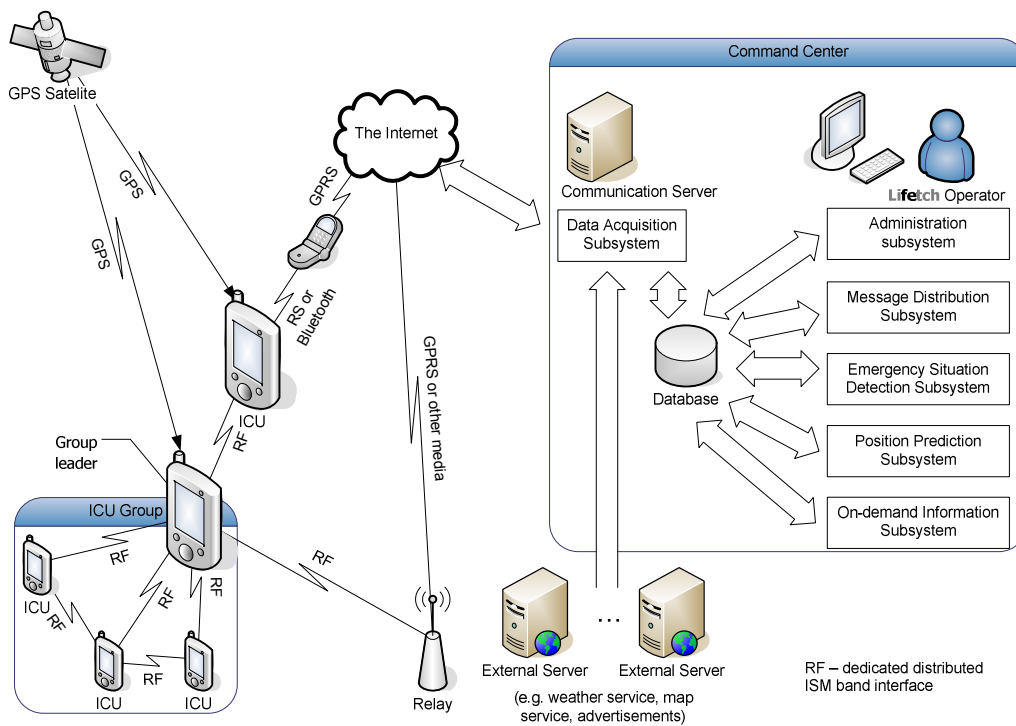 GPS Satelite
GPS
GPS
The Internet
GPRS
RS or
Bluetooth
GPRS or other media
ICU
RF
Group
leader
ICU Group
RF
RF
RF
RF
RF
ICU
ICU
ICU
RF
Relay
Command Center
Communication Server
Data Acquisition
Subsystem
Lifetch Operator
Administration
subsystem
Message Distribution
Subsystem
Emergency Situation
Detection Subsystem
Position Prediction
Subsystem
On-demand Information
Subsystem
Database
...
External Server
External Server
(e.g. weather service, map
service, advertisements)
RF – dedicated distributed
ISM band interface